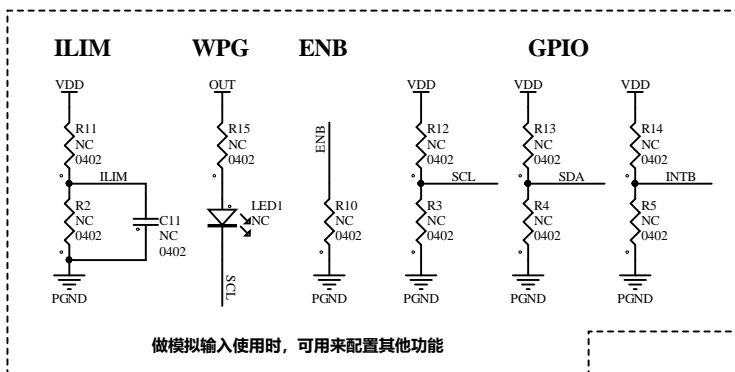 ILIM WPG ENB GPIO
VDD OUT VDD VDD VDD
R11
NC
0402
ILIM
R2
NC
0402
C11
NC
0402
PGND
R15
NC
0402
LED1
NC
SCL
ENB
R10
NC
0402
PGND
R12
NC
0402
SCL
R3
NC
0402
PGND
R13
NC
0402
SDA
R4
NC
0402
PGND
R14
NC
0402
INTB
R5
NC
0402
PGND
做模拟输入使用时，可用来配置其他功能